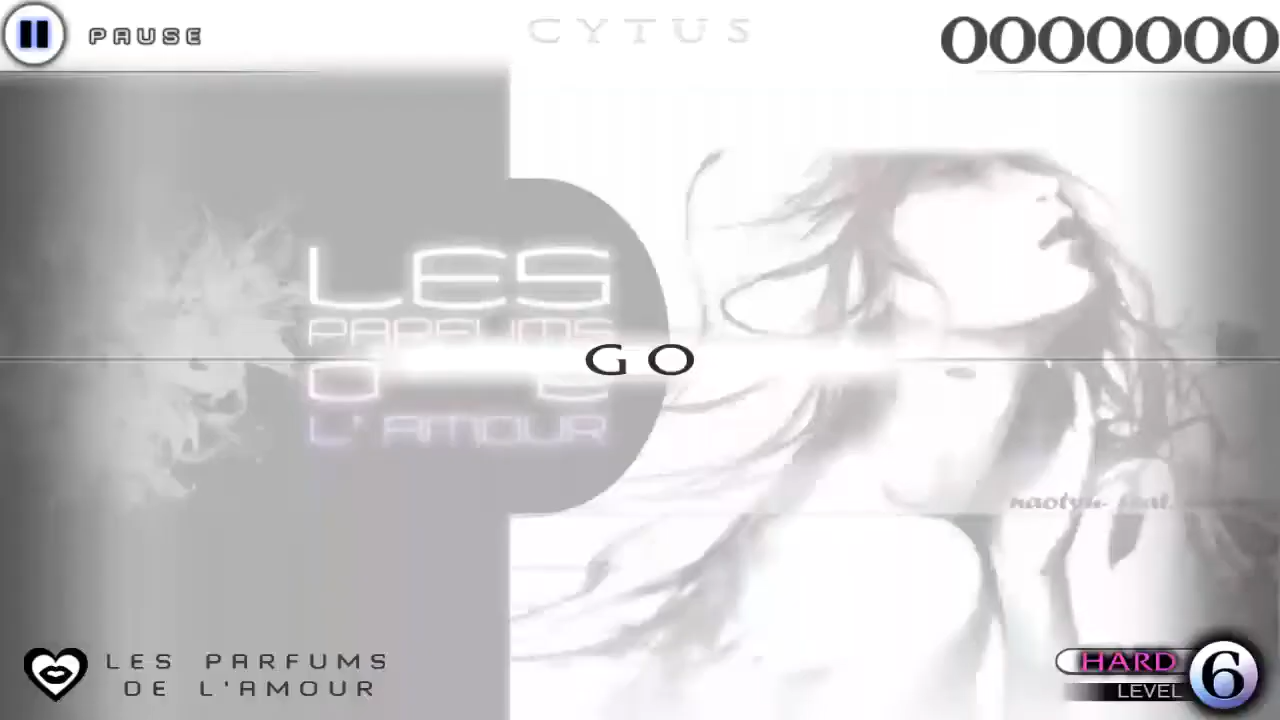 PAUSE
CYTUS
0000000
LES
PARFUMS
L'AMOUR
GO
LES PARFUMS
DE L'AMOUR
HARD
LEVEL
6